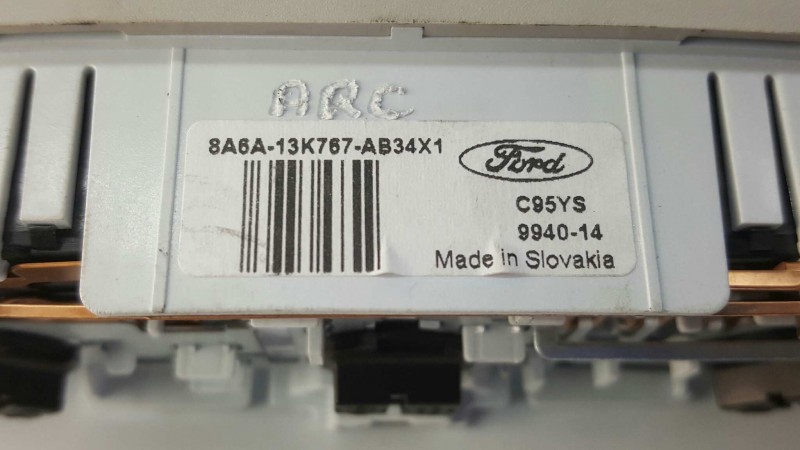 ARC
8A6A-13K767-AB34X1
Ford
C95YS
9940-14
Made in Slovakia